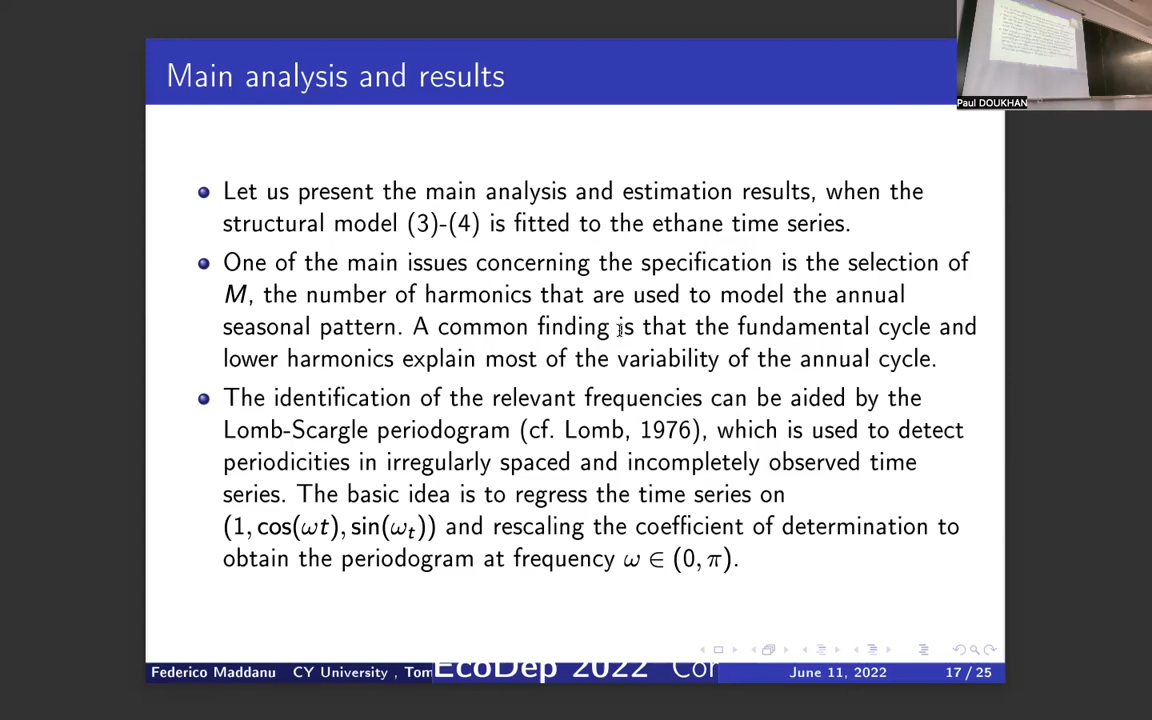 Main analysis and results
Paul DOUKHAN
Let us present the main analysis and estimation results, when the
structural model (3)-(4) is fitted to the ethane time series.
One of the main issues concerning the specification is the selection of
M, the number of harmonics that are used to model the annual
seasonal pattern. A common finding is that the fundamental cycle and
lower harmonics explain most of the variability of the annual cycle.
The identification of the relevant frequencies can be aided by the
Lomb-Scargle periodogram (cf. Lomb, 1976), which is used to detect
periodicities in irregularly spaced and incompletely observed time
series. The basic idea is to regress the time series on
(1, cos(ωt), sin(ω_t)) and rescaling the coefficient of determination to
obtain the periodogram at frequency ω ∈ (0, π).
Federico Maddanu CY University , Tom EcoDep 2022 Con June 11, 2022 17 / 25